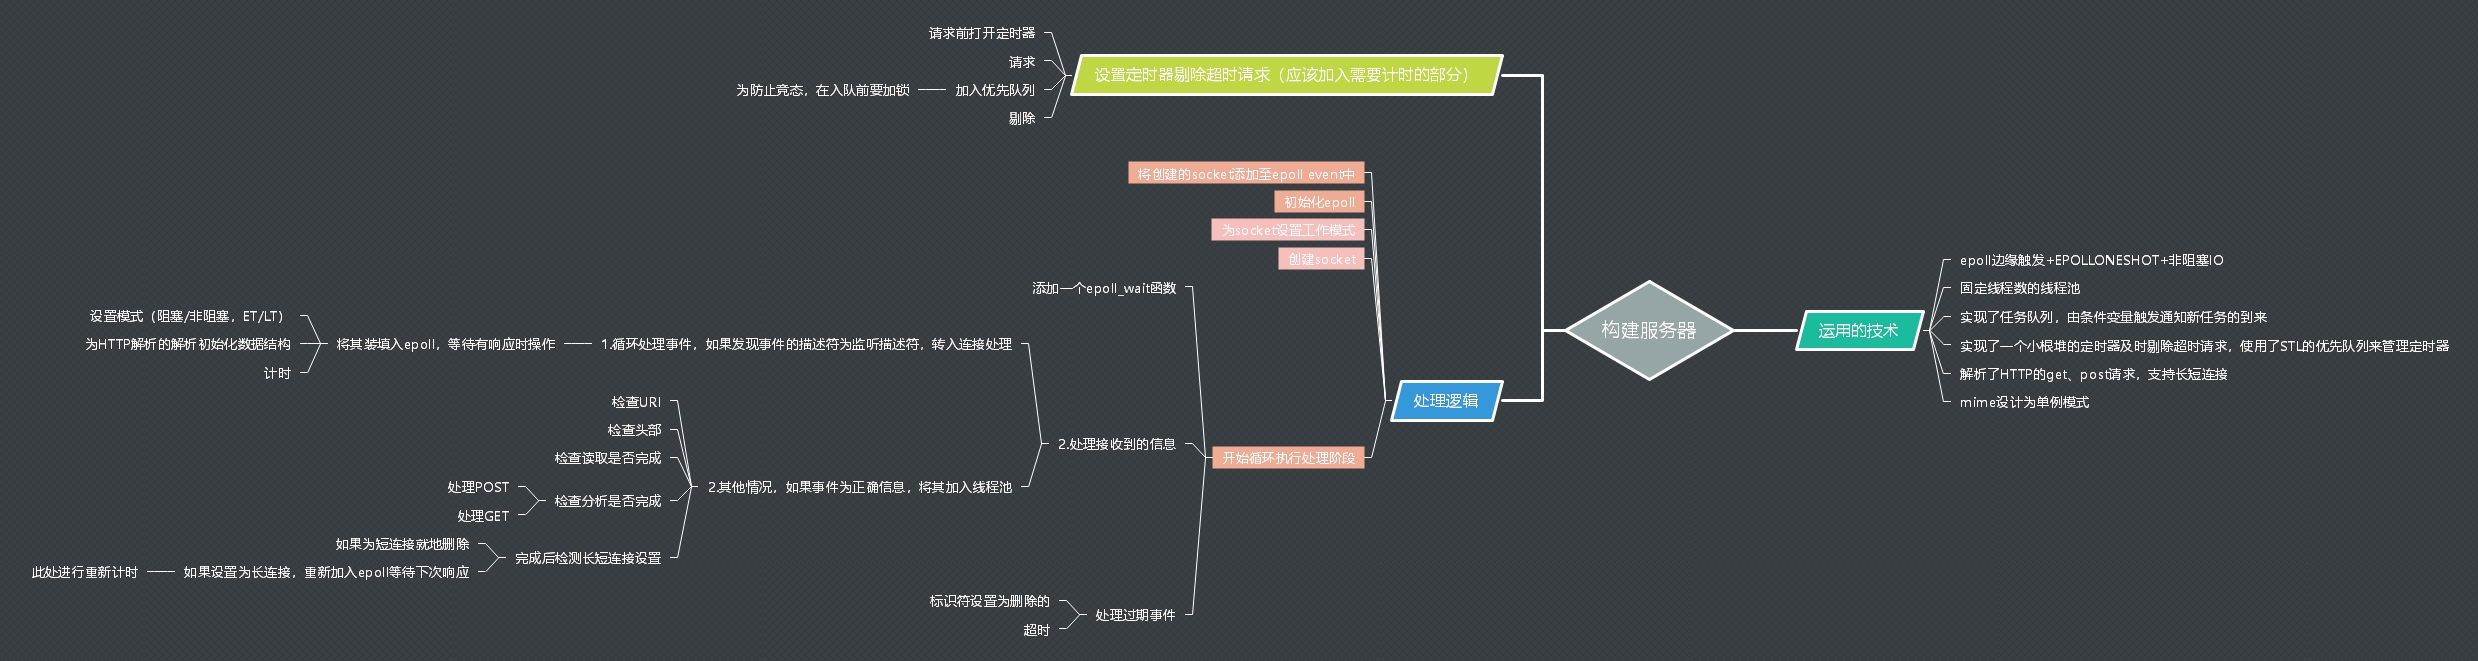 请求前打开定时器
请求
为防止竞态，在入队前要加锁
加入优先队列
剔除
设置定时器剔除超时请求（应该加入需要计时的部分）
将创建的socket添加至epoll event中
初始化epoll
为socket设置工作模式
创建socket
添加一个epoll_wait函数
设置模式（阻塞/非阻塞，ET/LT）
为HTTP解析的解析初始化数据结构
计时
将其装填入epoll，等待有响应时操作
1.循环处理事件，如果发现事件的描述符为监听描述符，转入连接处理
检查URI
检查头部
检查读取是否完成
处理POST
处理GET
检查分析是否完成
如果为短连接就地删除
此处进行重新计时
如果设置为长连接，重新加入epoll等待下次响应
完成后检测长短连接设置
2.其他情况，如果事件为正确信息，将其加入线程池
2.处理接收到的信息
标识符设置为删除的
超时
处理过期事件
开始循环执行处理阶段
处理逻辑
构建服务器
运用的技术
epoll边缘触发+EPOLLONESHOT+非阻塞IO
固定线程数的线程池
实现了任务队列，由条件变量触发通知新任务的到来
实现了一个小根堆的定时器及时剔除超时请求，使用了STL的优先队列来管理定时器
解析了HTTP的get、post请求，支持长短连接
mime设计为单例模式